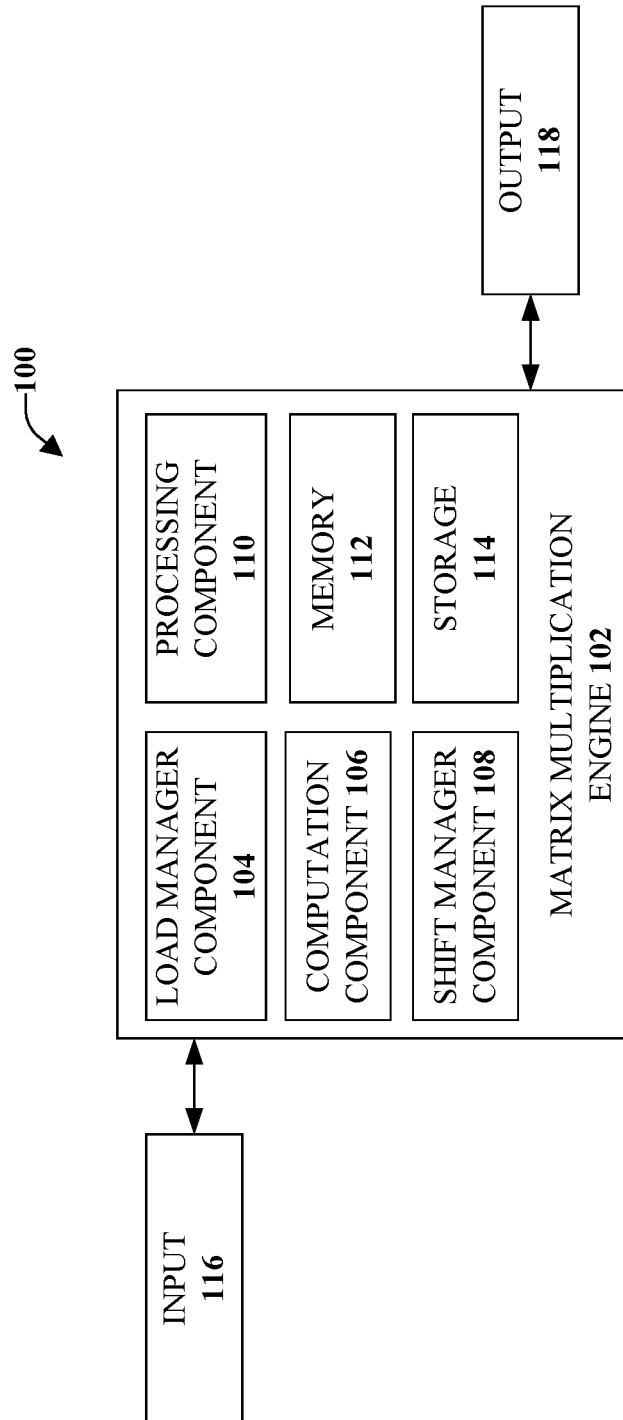 100
INPUT
116
LOAD MANAGER
COMPONENT
104
PROCESSING
COMPONENT
110
COMPUTATION
COMPONENT 106
MEMORY
112
SHIFT MANAGER
COMPONENT 108
STORAGE
114
MATRIX MULTIPLICATION
ENGINE 102
OUTPUT
118